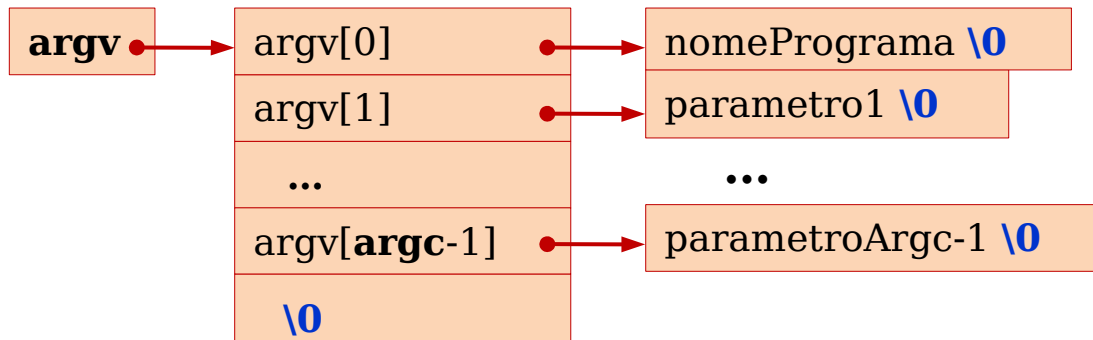 argv
argv[0]
nomePrograma \0
argv[1]
parametro1 \0
...
...
argv[argc-1]
parametroArgc-1 \0
\0